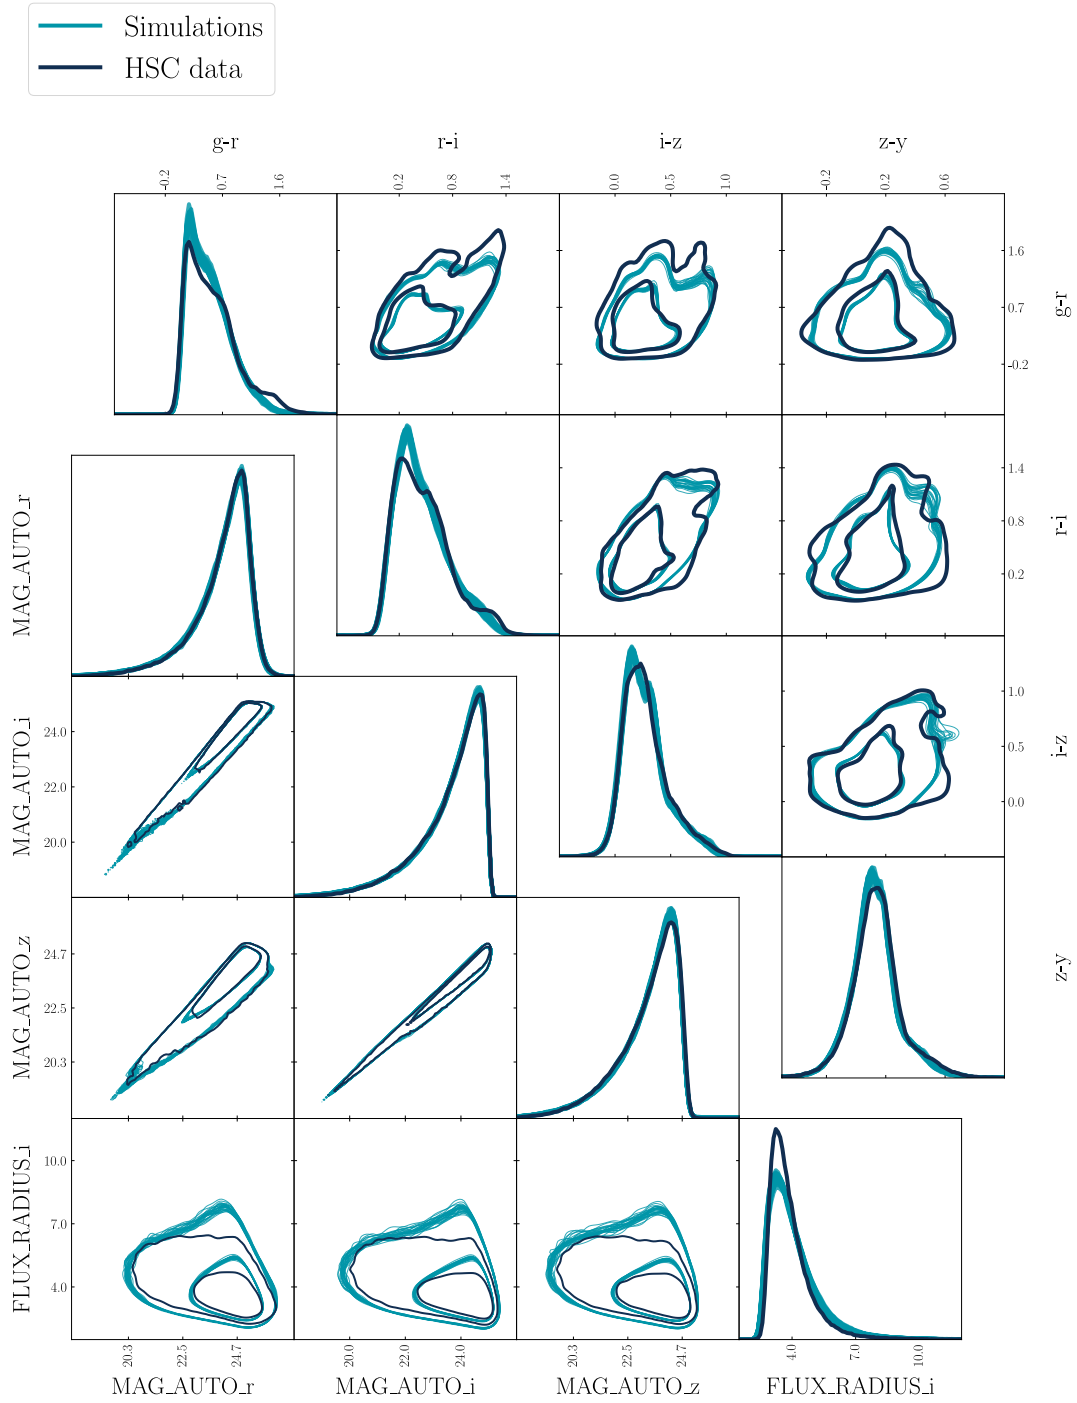 Simulations
HSC data
g-r r-i i-z z-y
-0.2 0.7 1.6 0.2 0.8 1.4 0.0 0.5 1.0 -0.2 0.2 0.6
1.6
0.7
-0.2
g-r
1.4
0.8
0.2
r-i
MAG_AUTO_r
1.0
0.5
0.0
i-z
24.0
22.0
20.0
MAG_AUTO_i
z-y
24.7
22.5
20.3
MAG_AUTO_z
10.0
7.0
4.0
FLUX_RADIUS_i
20.3 22.5 24.7 20.0 22.0 24.0 20.3 22.5 24.7 4.0 7.0 10.0
MAG_AUTO_r MAG_AUTO_i MAG_AUTO_z FLUX_RADIUS_i